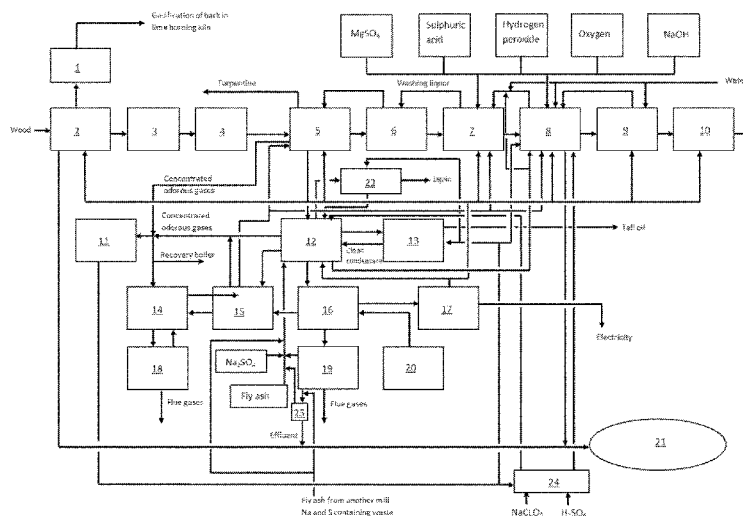 Gasification of bark in
lime burning kiln
MgSO₄
Sulphuric
acid
Hydrogen
peroxide
Oxygen
NaOH
1
Turpentine
Washing liquor
Water
Wood
2
3
4
5
6
7
8
9
10
Concentrated
odorous gases
22
Lignin
Concentrated
odorous gases
11
12
13
Clean
condensate
Tall oil
Recovery boiler
14
15
16
17
Electricity
18
Na₂SO₄
19
20
Fly ash
23
Flue gases
Flue gases
Effluent
21
24
Fly ash from another mill
Na and S containing waste
NaClO₃
H₂SO₄